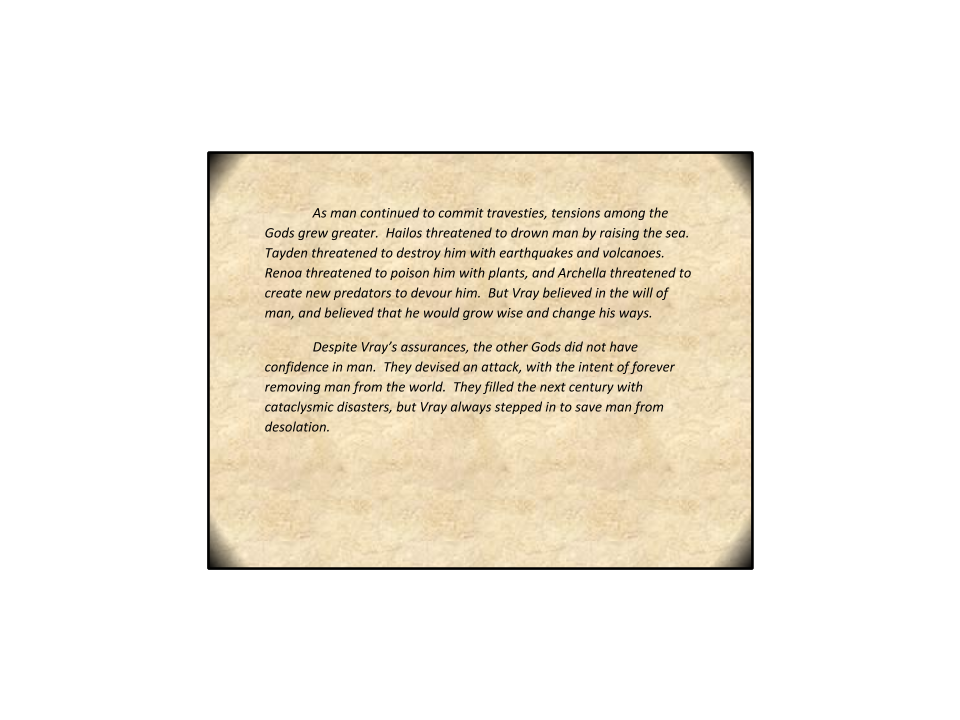 As man continued to commit travesties, tensions among the
Gods grew greater.  Hailos threatened to drown man by raising the sea.
Tayden threatened to destroy him with earthquakes and volcanoes.
Renoa threatened to poison him with plants, and Archella threatened to
create new predators to devour him.  But Vray believed in the will of
man, and believed that he would grow wise and change his ways.
Despite Vray’s assurances, the other Gods did not have
confidence in man.  They devised an attack, with the intent of forever
removing man from the world.  They filled the next century with
cataclysmic disasters, but Vray always stepped in to save man from
desolation.